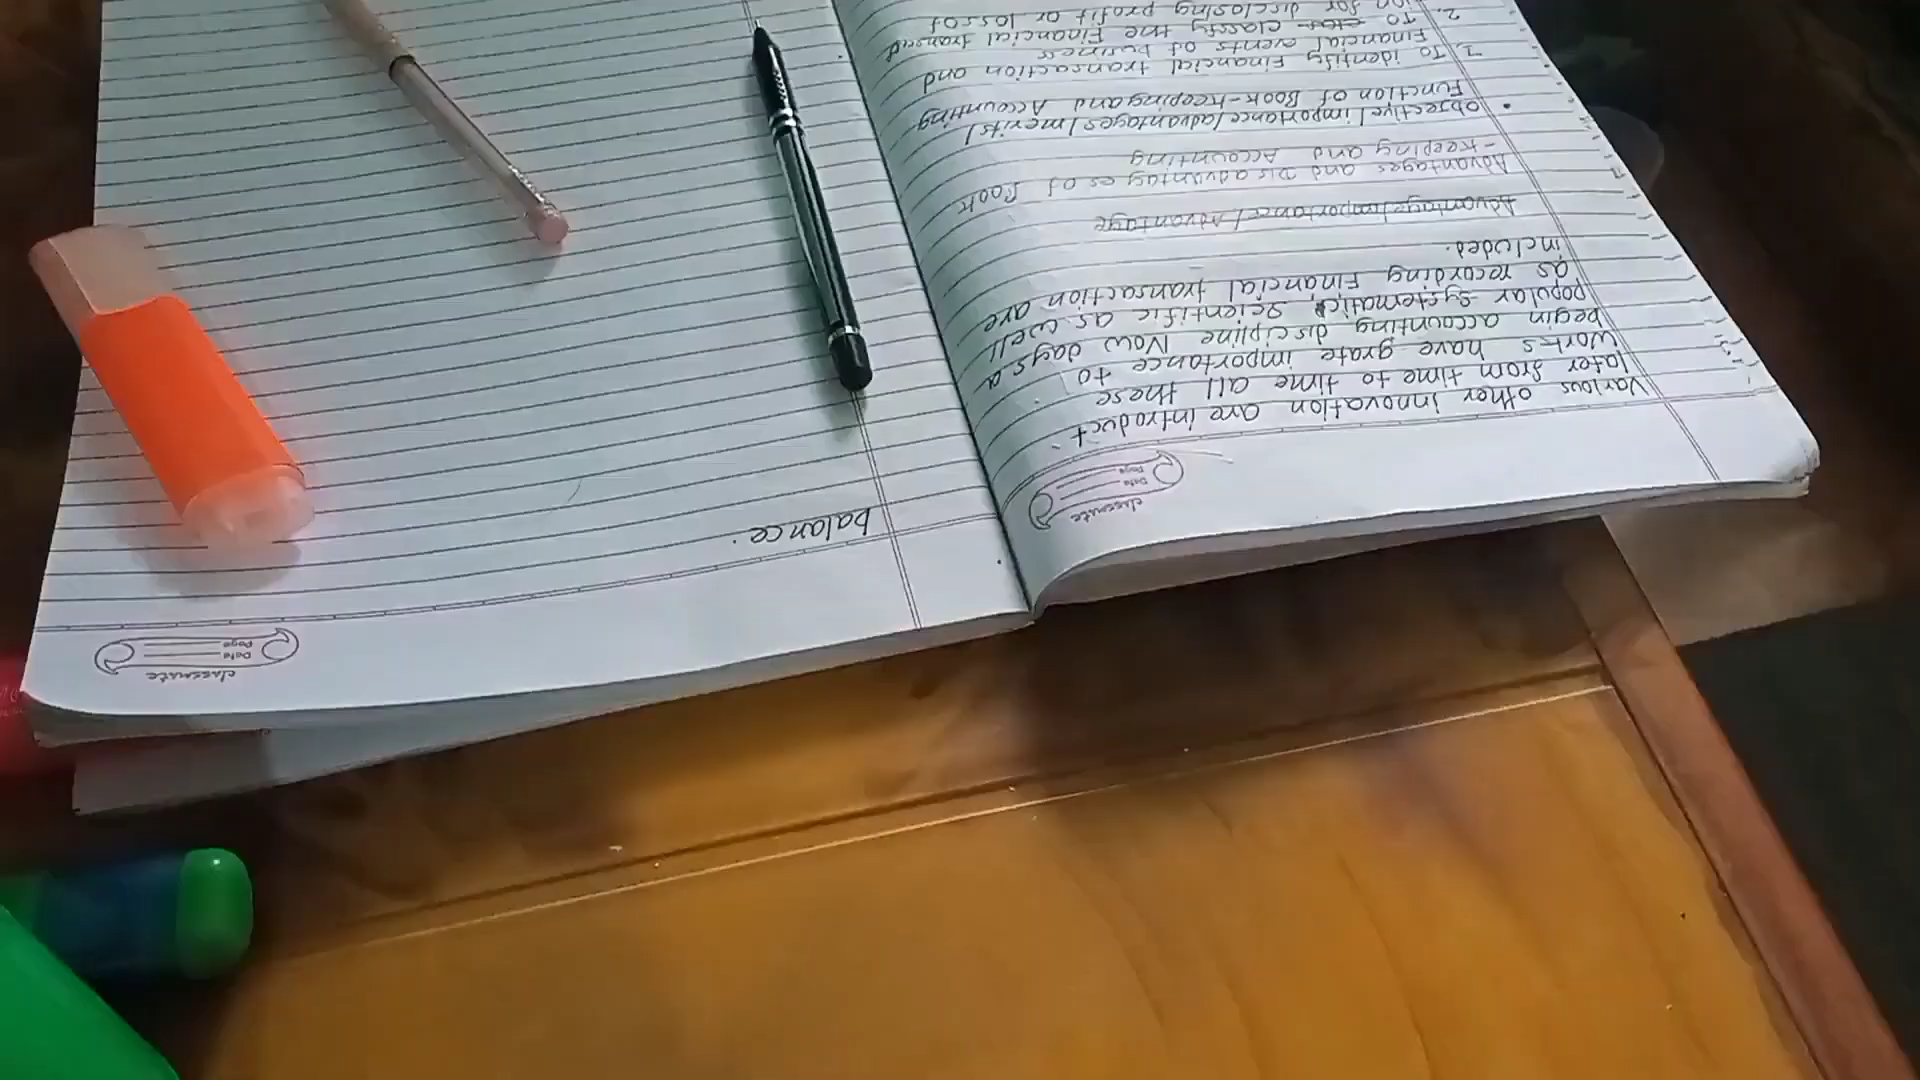 classmate
Date
Page
Various other innovation are introduct
later from time to time all these
works have grate importance to
begin accounting discipline Now days a
popular systematic, scientific as well
as recording Financial transaction are
included.
Advantage/importance/Advantage
Advantages and Disadvantages of Book
-keeping and Accounting
• objective/importance/advantages/merits/
Function of Book-keeping and Accounting
1. To identify Financial transaction and
Financial events of business
2. To clas classfy the Financial transact
ion for disclosing profit or loss of
classmate
Date
Page
balance.